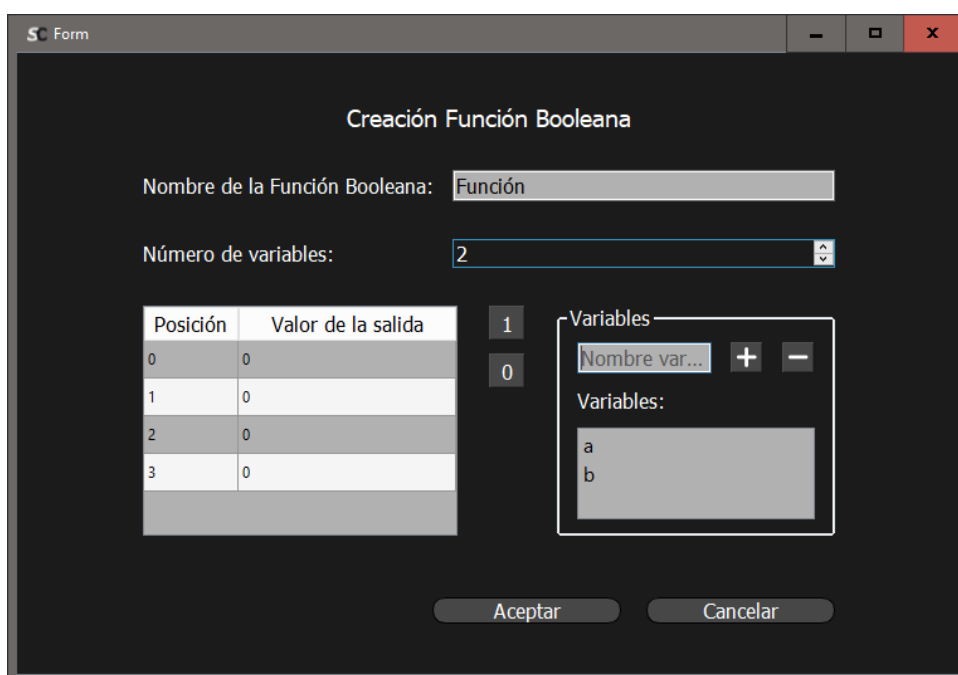 SC Form
Creación Función Booleana
Nombre de la Función Booleana: Función
Número de variables: 2
Posición Valor de la salida
0 0
1 0
2 0
3 0
1
0
Variables
Nombre var...
Variables:
a
b
Aceptar Cancelar